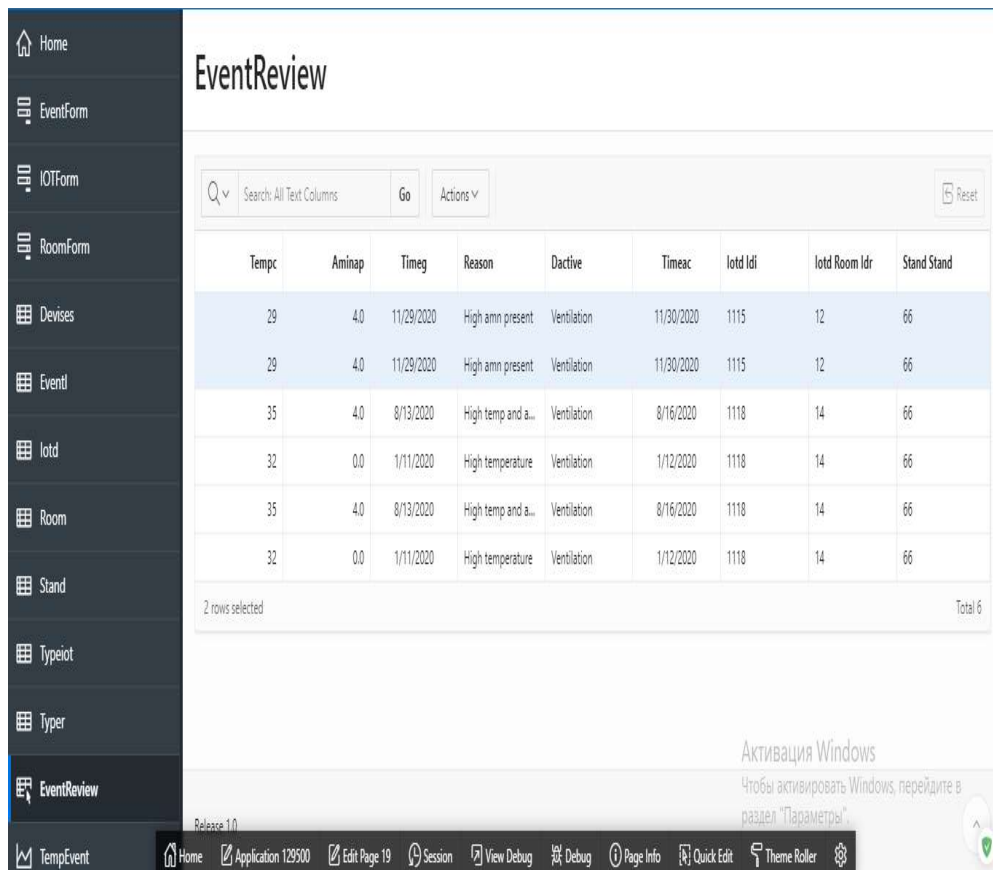 Home
EventForm
IOTForm
RoomForm
Devises
Eventl
Iotd
Room
Stand
Typeiot
Typer
EventReview
TempEvent
EventReview
Search: All Text Columns Go Actions Reset
Tempc Aminap Timeg Reason Dactive Timeac Iotd Idi Iotd Room Idr Stand Stand
29 4.0 11/29/2020 High amn present Ventilation 11/30/2020 1115 12 66
29 4.0 11/29/2020 High amn present Ventilation 11/30/2020 1115 12 66
35 4.0 8/13/2020 High temp and a... Ventilation 8/16/2020 1118 14 66
32 0.0 1/11/2020 High temperature Ventilation 1/12/2020 1118 14 66
35 4.0 8/13/2020 High temp and a... Ventilation 8/16/2020 1118 14 66
32 0.0 1/11/2020 High temperature Ventilation 1/12/2020 1118 14 66
2 rows selected Total 6
Активация Windows
Чтобы активировать Windows, перейдите в
раздел "Параметры".
Release 1.0
Home Application 129500 Edit Page 19 Session View Debug Debug Page Info Quick Edit Theme Roller